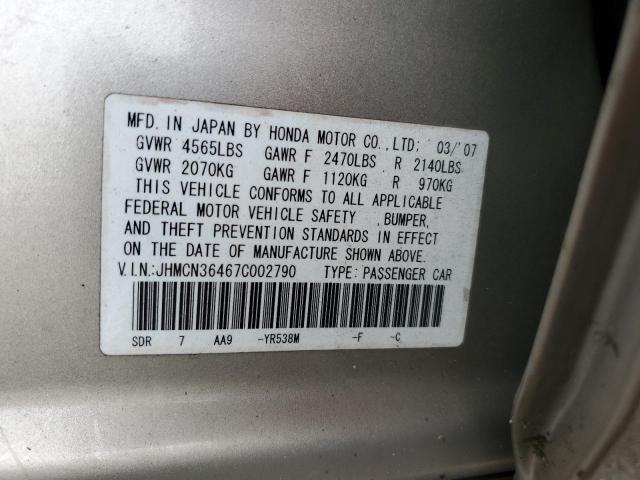 MFD. IN JAPAN BY HONDA MOTOR CO., LTD: 03/'07
GVWR 4565LBS GAWR F 2470LBS R 2140LBS
GVWR 2070KG GAWR F 1120KG R 970KG
THIS VEHICLE CONFORMS TO ALL APPLICABLE
FEDERAL MOTOR VEHICLE SAFETY , BUMPER,
AND THEFT PREVENTION STANDARDS IN EFFECT
ON THE DATE OF MANUFACTURE SHOWN ABOVE.
V.I.N.:JHMCN36467C002790 TYPE: PASSENGER CAR
SDR 7 AA9 -YR538M -F -C